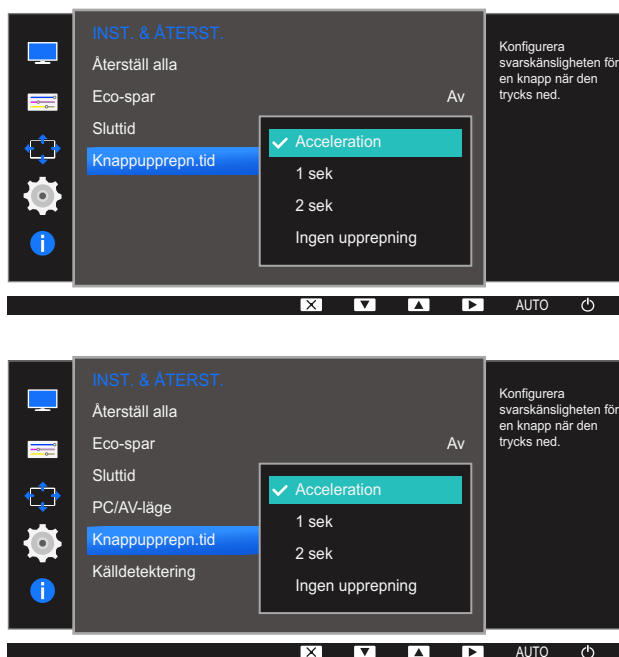 INST. & ÅTERST.
Återställ alla
Eco-spar Av
Sluttid
Knappupprepn.tid
Acceleration
1 sek
2 sek
Ingen upprepning
Konfigurera
svarskänsligheten för
en knapp när den
trycks ned.
AUTO
INST. & ÅTERST.
Återställ alla
Eco-spar Av
Sluttid
PC/AV-läge
Knappupprepn.tid
Källdetektering
Acceleration
1 sek
2 sek
Ingen upprepning
Konfigurera
svarskänsligheten för
en knapp när den
trycks ned.
AUTO